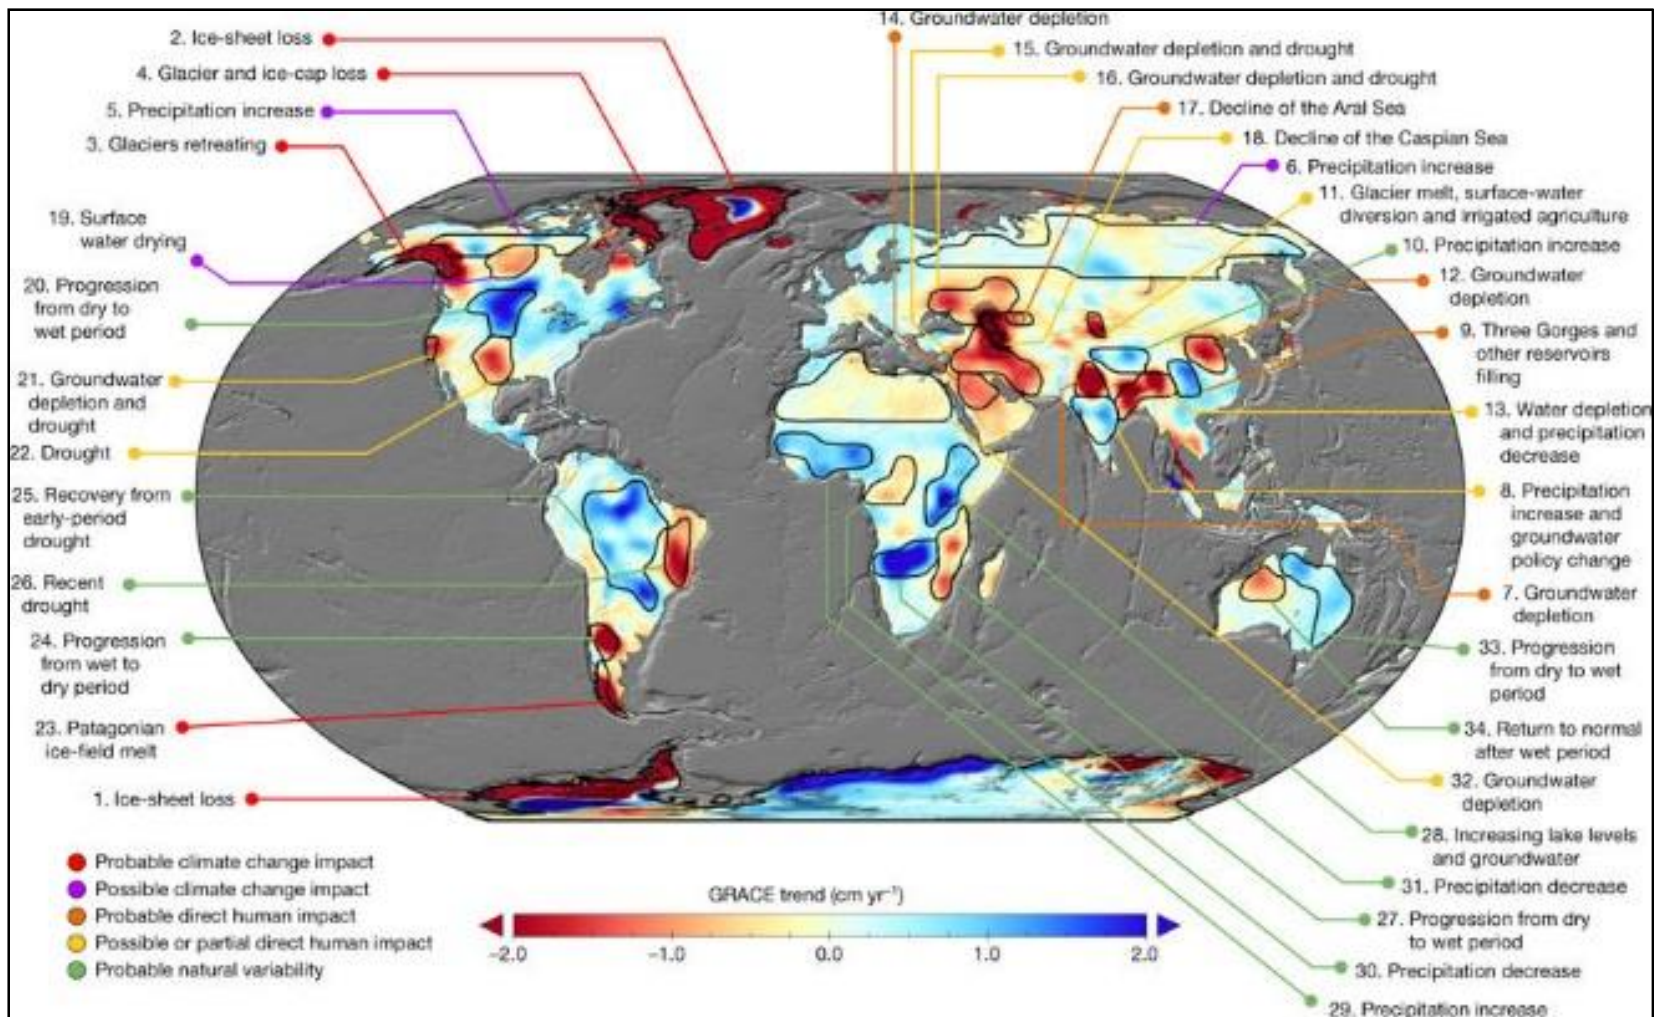 2. Ice-sheet loss
4. Glacier and ice-cap loss
5. Precipitation increase
3. Glaciers retreating
19. Surface
water drying
20. Progression
from dry to
wet period
21. Groundwater
depletion and
drought
22. Drought
25. Recovery from
early-period
drought
26. Recent
drought
24. Progression
from wet to
dry period
23. Patagonian
ice-field melt
1. Ice-sheet loss
14. Groundwater depletion
15. Groundwater depletion and drought
16. Groundwater depletion and drought
17. Decline of the Aral Sea
18. Decline of the Caspian Sea
6. Precipitation increase
11. Glacier melt, surface-water
diversion and irrigated agriculture
10. Precipitation increase
12. Groundwater
depletion
9. Three Gorges and
other reservoirs
filling
13. Water depletion
and precipitation
decrease
8. Precipitation
increase and
groundwater
policy change
7. Groundwater
depletion
33. Progression
from dry to wet
period
34. Return to normal
after wet period
32. Groundwater
depletion
28. Increasing lake levels
and groundwater
31. Precipitation decrease
27. Progression from dry
to wet period
30. Precipitation decrease
29. Precipitation increase
Probable climate change impact
Possible climate change impact
Probable direct human impact
Possible or partial direct human impact
Probable natural variability
GRACE trend (cm yr⁻¹)
−2.0 −1.0 0.0 1.0 2.0